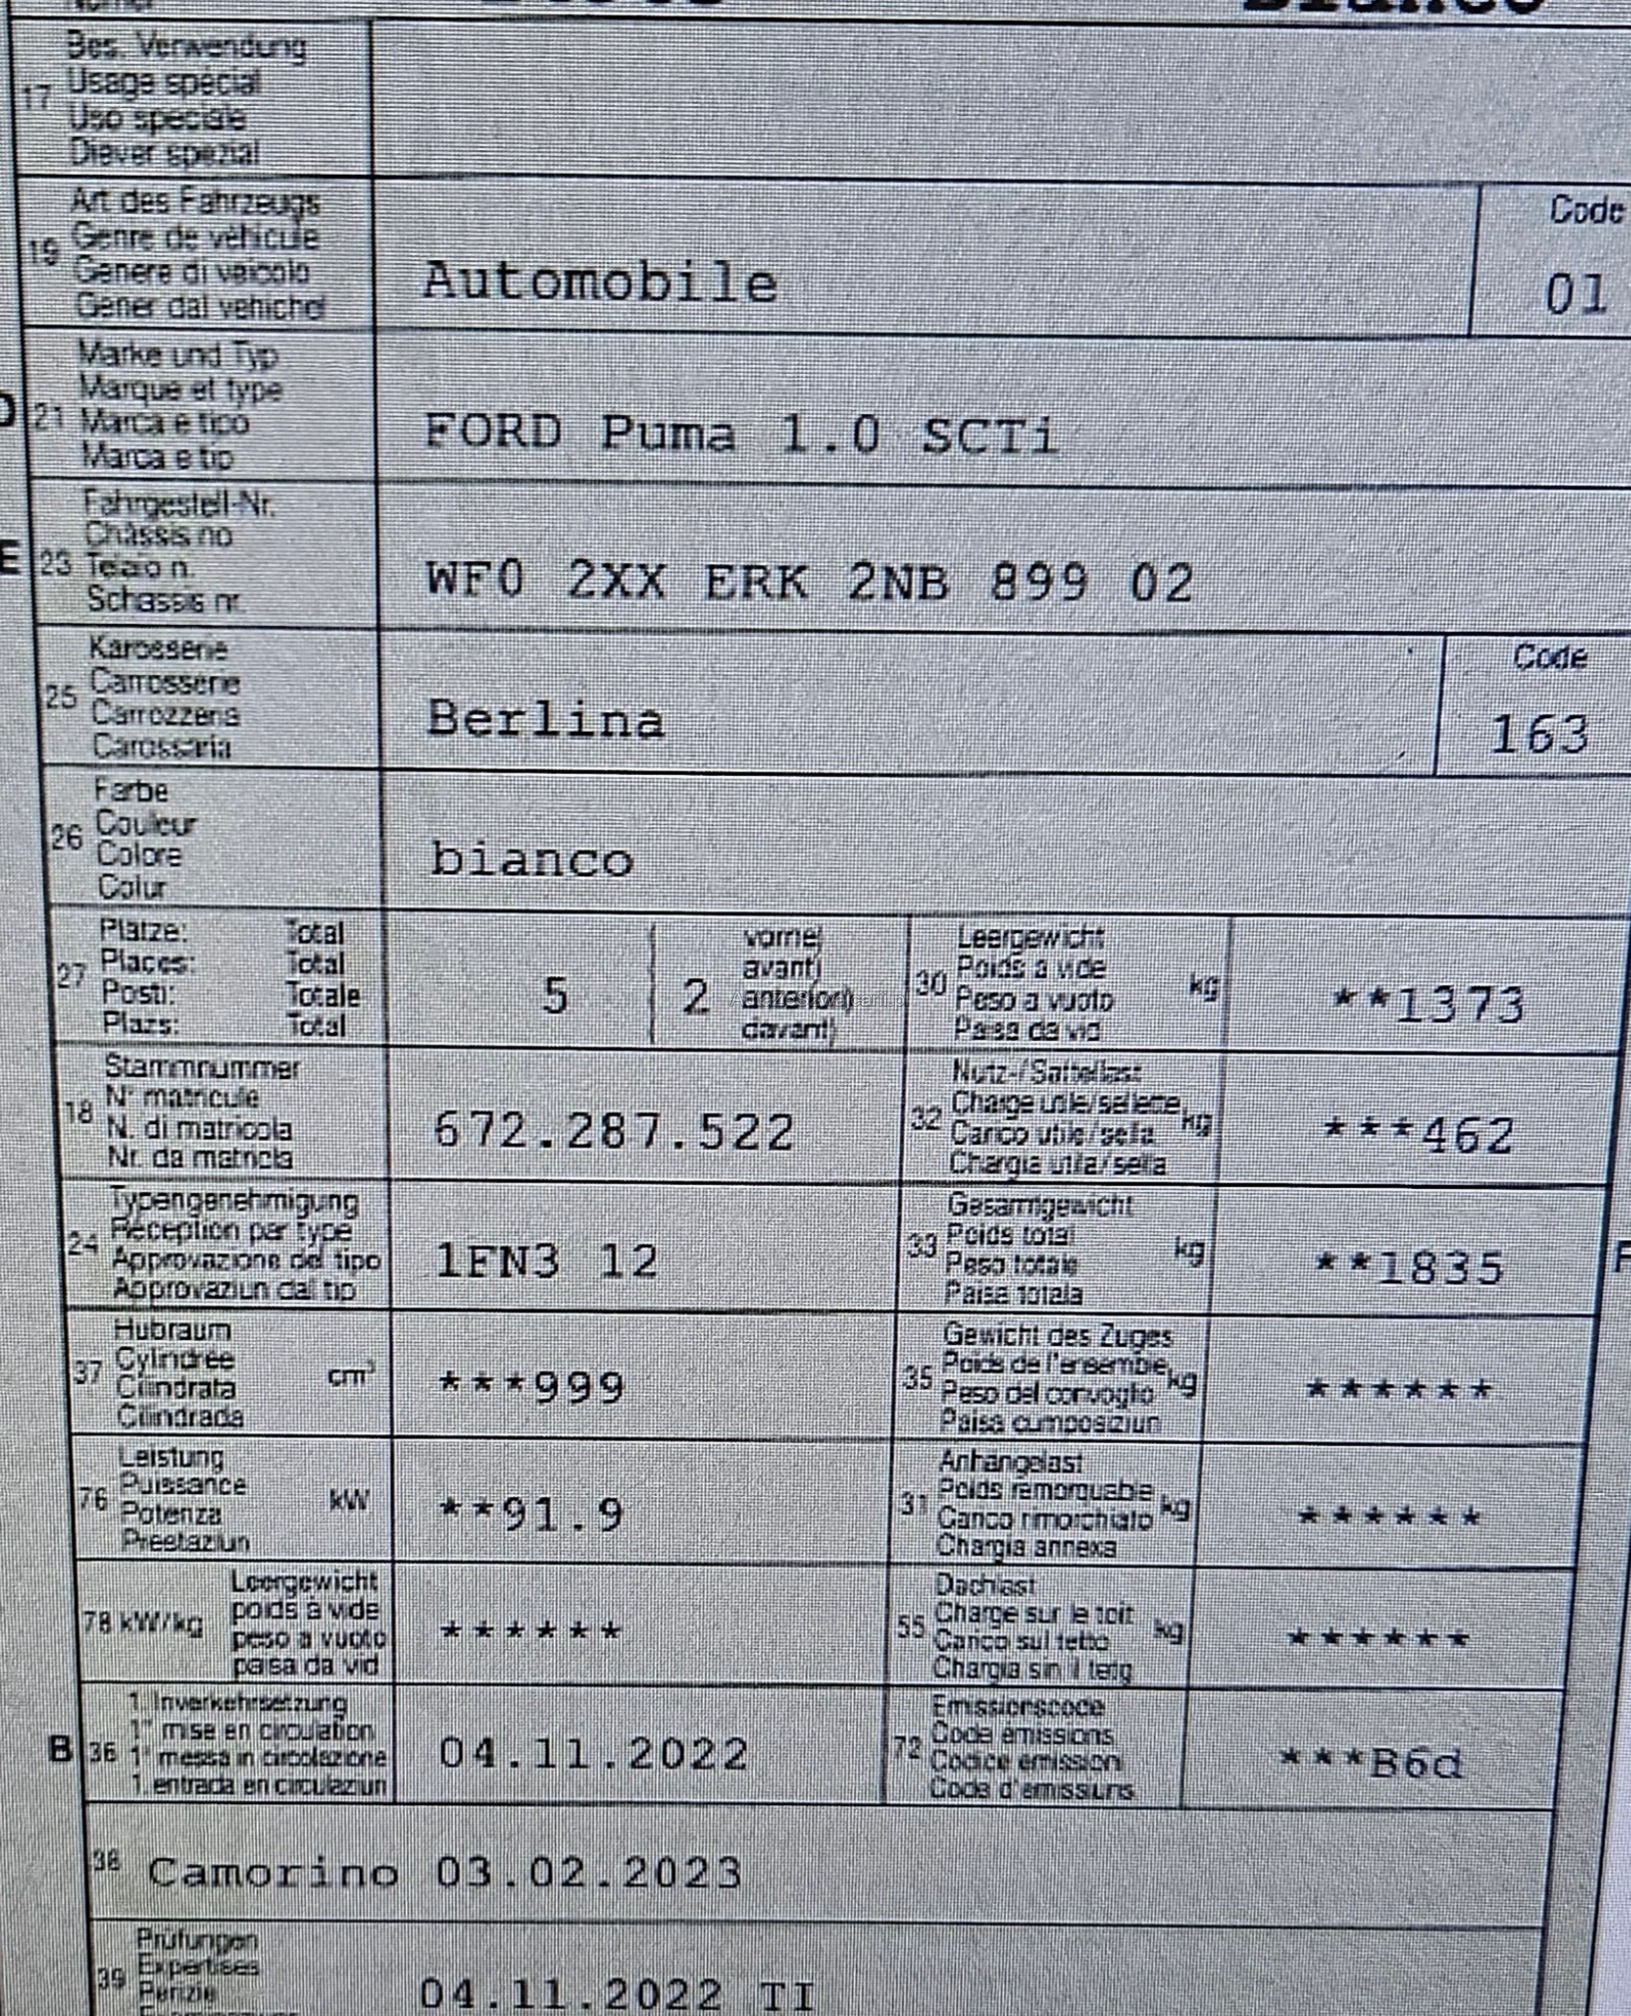 Bes. Verwendung
17 Usage spécial
Uso speciale
Diever spezial
Art des Fahrzeugs
Code
19 Genre de véhicule
Genere di veicolo
Automobile
01
Gener dal vehichel
Marke und Typ
Marque et type
D 21 Marca e tipo
FORD Puma 1.0 SCTi
Marca e tip
Fahrgestell-Nr.
Châssis no
E 23 Telaio n.
WF0 2XX ERK 2NB 899 02
Schassis nr.
Karosserie
Code
25 Carrosserie
Carrozzeria
Berlina
163
Carossaria
Farbe
26 Couleur
Colore
bianco
Colur
Plätze: Total
27 Places: Total
Posti: Totale
Plazs: Total
5
2
vorne)
avant)
anteriori)
davant)
30 Leergewicht
Poids à vide kg
Peso a vuoto
Paisa da vid
**1373
Stammnummer
18 N° matricule
N. di matricola
Nr. da matricla
672.287.522
Nutz-/Sattellast
32 Charge utile/sellette kg
Carico utile/sella
Chargia utila/sella
***462
Typengenehmigung
24 Réception par type
Approvazione del tipo
Approvaziun dal tip
1FN3 12
Gesamtgewicht
33 Poids total kg
Peso totale
Paisa totala
**1835
F
Hubraum
37 Cylindrée cm³
Cilindrata
Cilindrada
***999
Gewicht des Zuges
35 Poids de l'ensemble kg
Peso del convoglio
Paisa cumposiziun
******
Leistung
76 Puissance kW
Potenza
Prestaziun
**91.9
Anhängelast
31 Poids remorquable kg
Carico rimorchiato
Chargia annexa
******
78 kW/kg
Leergewicht
poids à vide
peso a vuoto
paisa da vid
******
Dachlast
55 Charge sur le toit kg
Carico sul tetto
Chargia sin il tetg
******
1. Inverkehrsetzung
1re mise en circulation
B 36 1a messa in circolazione
1. entrada en circulaziun
04.11.2022
Emissionscode
72 Code émissions
Codice emissioni
Code d'emissiuns
***B6d
38 Camorino 03.02.2023
Prüfungen
39 Expertises
Perizie
04.11.2022 TI